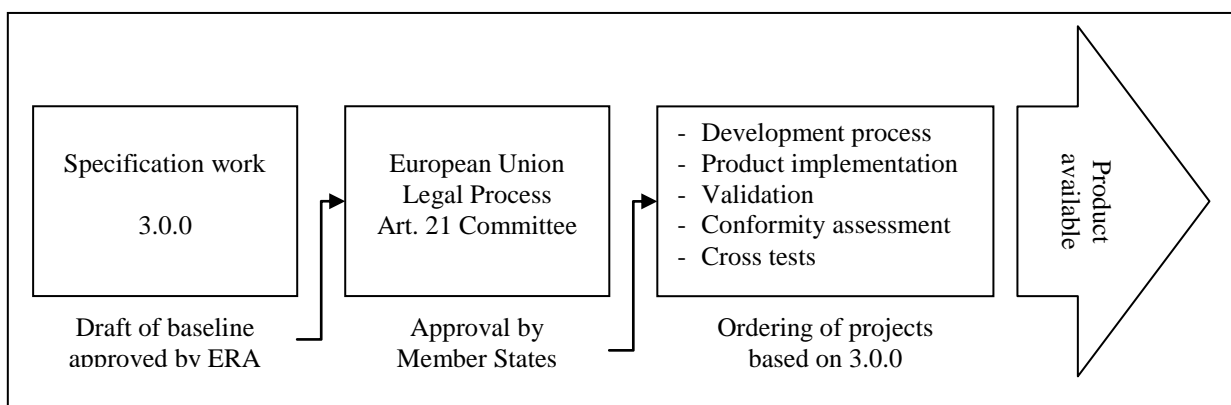 Specification work
3.0.0
European Union
Legal Process
Art. 21 Committee
- Development process
- Product implementation
- Validation
- Conformity assessment
- Cross tests
Product
available
Draft of baseline
approved by ERA
Approval by
Member States
Ordering of projects
based on 3.0.0